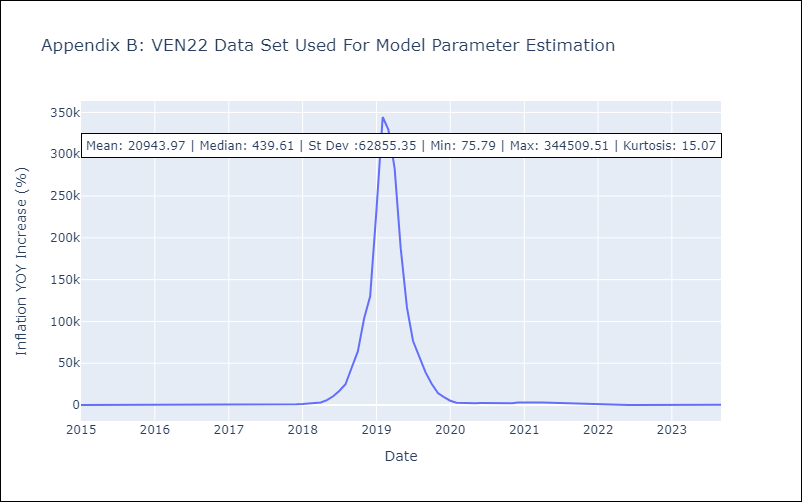 Appendix B: VEN22 Data Set Used For Model Parameter Estimation
350k
Mean: 20943.97 | Median: 439.61 | St Dev :62855.35 | Min: 75.79 | Max: 344509.51 | Kurtosis: 15.07
300k
250k
200k
150k
100k
50k
0
Inflation YOY Increase (%)
2015 2016 2017 2018 2019 2020 2021 2022 2023
Date